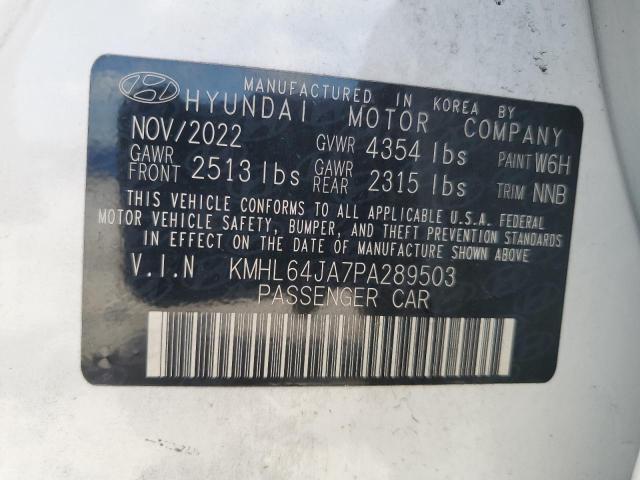 MANUFACTURED IN KOREA BY
HYUNDAI MOTOR COMPANY
NOV/2022 GVWR 4354 lbs PAINT W6H
GAWR FRONT 2513 lbs GAWR REAR 2315 lbs TRIM NNB
THIS VEHICLE CONFORMS TO ALL APPLICABLE U.S.A. FEDERAL
MOTOR VEHICLE SAFETY, BUMPER, AND THEFT PREVENTION STANDARDS
IN EFFECT ON THE DATE OF MANUFACTURE SHOWN ABOVE.
V.I.N KMHL64JA7PA289503
PASSENGER CAR